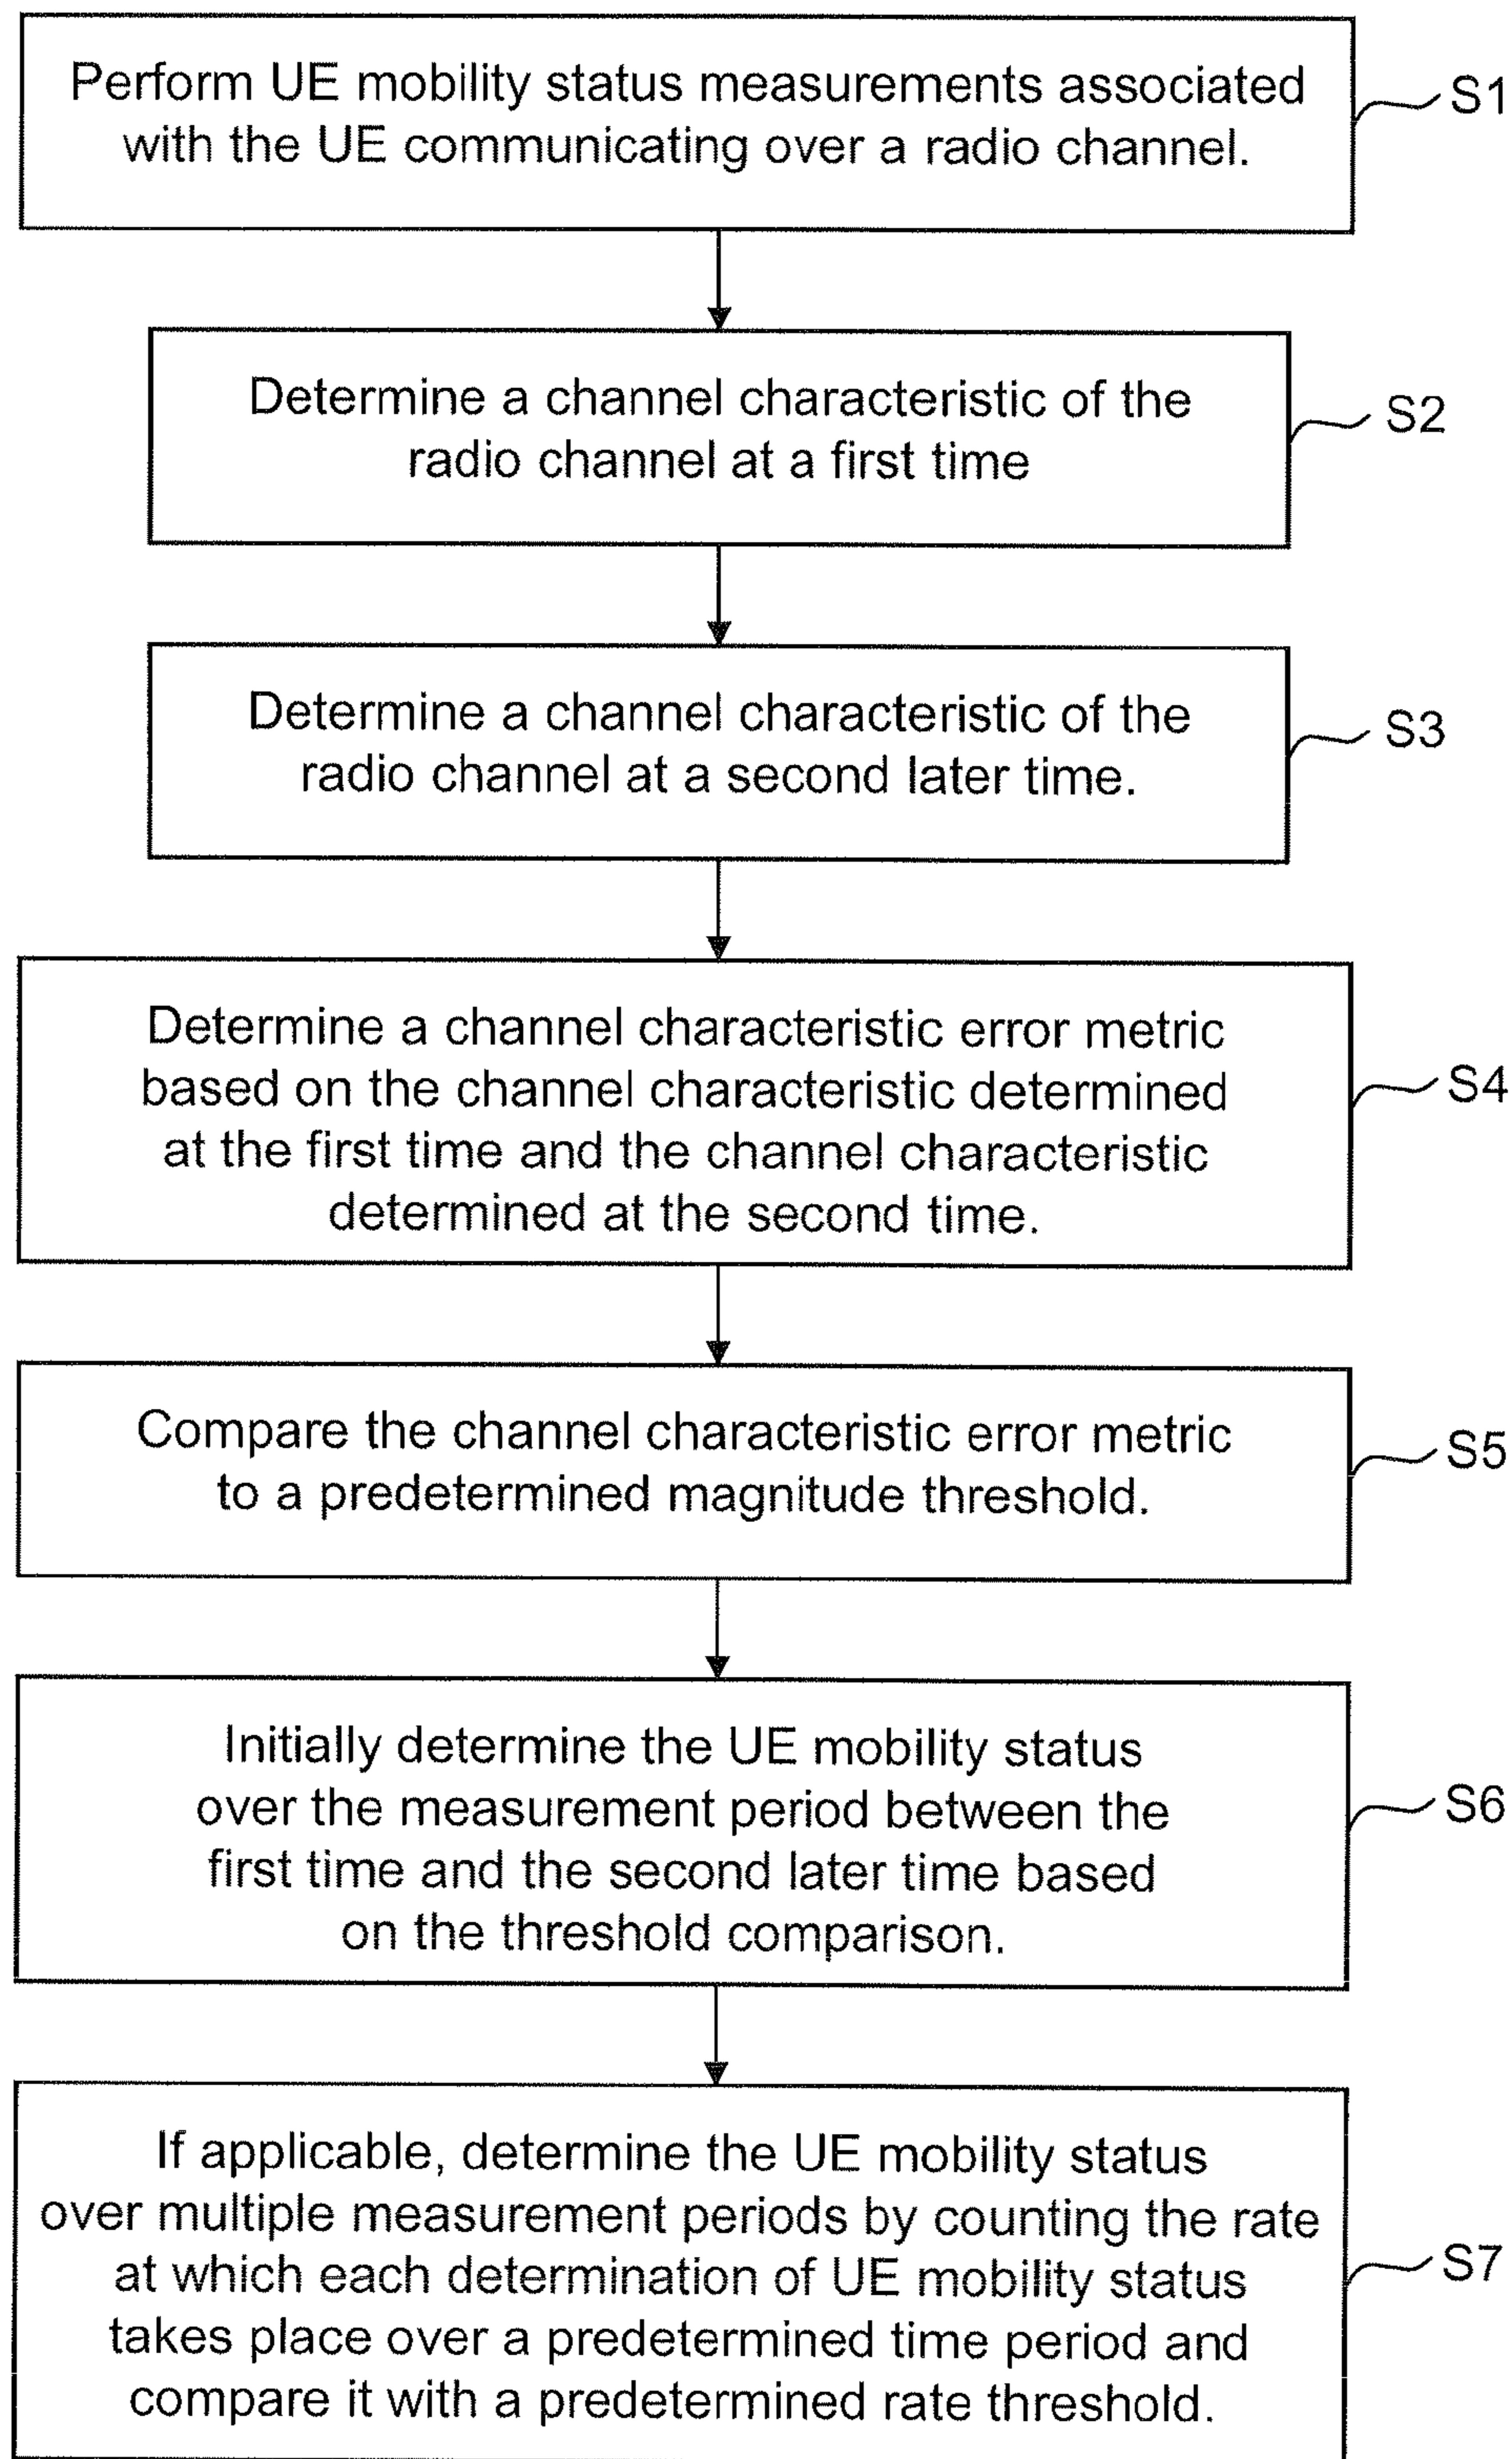 Perform UE mobility status measurements associated
with the UE communicating over a radio channel.
S1
Determine a channel characteristic of the
radio channel at a first time
S2
Determine a channel characteristic of the
radio channel at a second later time.
S3
Determine a channel characteristic error metric
based on the channel characteristic determined
at the first time and the channel characteristic
determined at the second time.
S4
Compare the channel characteristic error metric
to a predetermined magnitude threshold.
S5
Initially determine the UE mobility status
over the measurement period between the
first time and the second later time based
on the threshold comparison.
S6
If applicable, determine the UE mobility status
over multiple measurement periods by counting the rate
at which each determination of UE mobility status
takes place over a predetermined time period and
compare it with a predetermined rate threshold.
S7